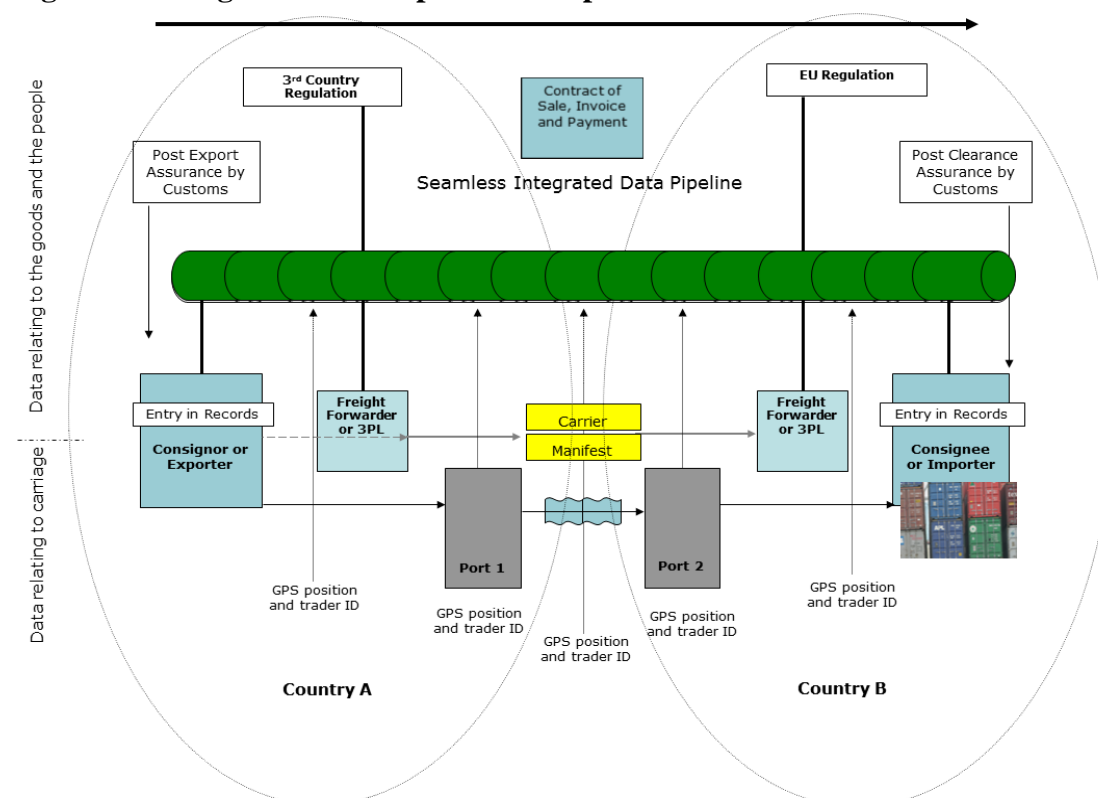 3rd Country
Regulation
EU Regulation
Contract of
Sale, Invoice
and Payment
Post Export
Assurance by
Customs
Post Clearance
Assurance by
Customs
Seamless Integrated Data Pipeline
Data relating to the goods and the people
Entry in Records
Consignor or
Exporter
Freight
Forwarder
or 3PL
Carrier
Manifest
Freight
Forwarder
or 3PL
Entry in Records
Consignee
or Importer
Data relating to carriage
Port 1
Port 2
GPS position
and trader ID
GPS position
and trader ID
GPS position
and trader ID
GPS position
and trader ID
GPS position
and trader ID
Country A
Country B